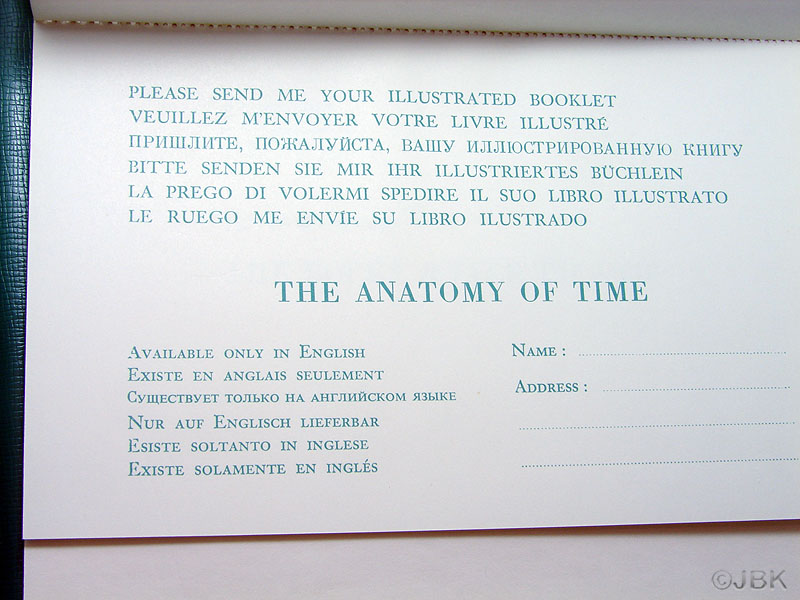 PLEASE SEND ME YOUR ILLUSTRATED BOOKLET
VEUILLEZ M'ENVOYER VOTRE LIVRE ILLUSTRÉ
ПРИШЛИТЕ, ПОЖАЛУЙСТА, ВАШУ ИЛЛЮСТРИРОВАННУЮ КНИГУ
BITTE SENDEN SIE MIR IHR ILLUSTRIERTES BÜCHLEIN
LA PREGO DI VOLERMI SPEDIRE IL SUO LIBRO ILLUSTRATO
LE RUEGO ME ENVÍE SU LIBRO ILUSTRADO
THE ANATOMY OF TIME
AVAILABLE ONLY IN ENGLISH
EXISTE EN ANGLAIS SEULEMENT
СУЩЕСТВУЕТ ТОЛЬКО НА АНГЛИЙСКОМ ЯЗЫКЕ
NUR AUF ENGLISCH LIEFERBAR
ESISTE SOLTANTO IN INGLESE
EXISTE SOLAMENTE EN INGLÉS
NAME :
ADDRESS :
©JBK